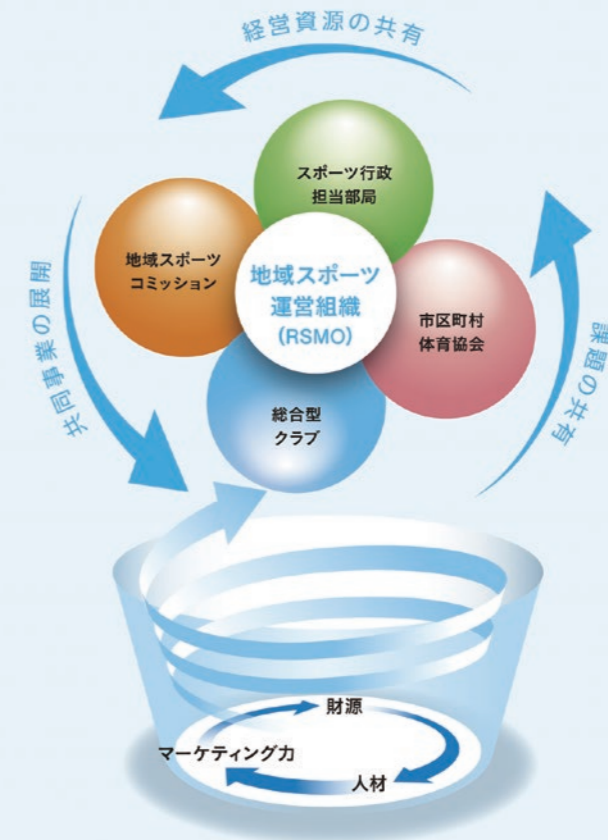 経営資源の共有
スポーツ行政
担当部局
地域スポーツ
コミッション
地域スポーツ
運営組織
(RSMO)
市区町村
体育協会
総合型
クラブ
共同事業の展開
課題の共有
財源
マーケティング力
人材